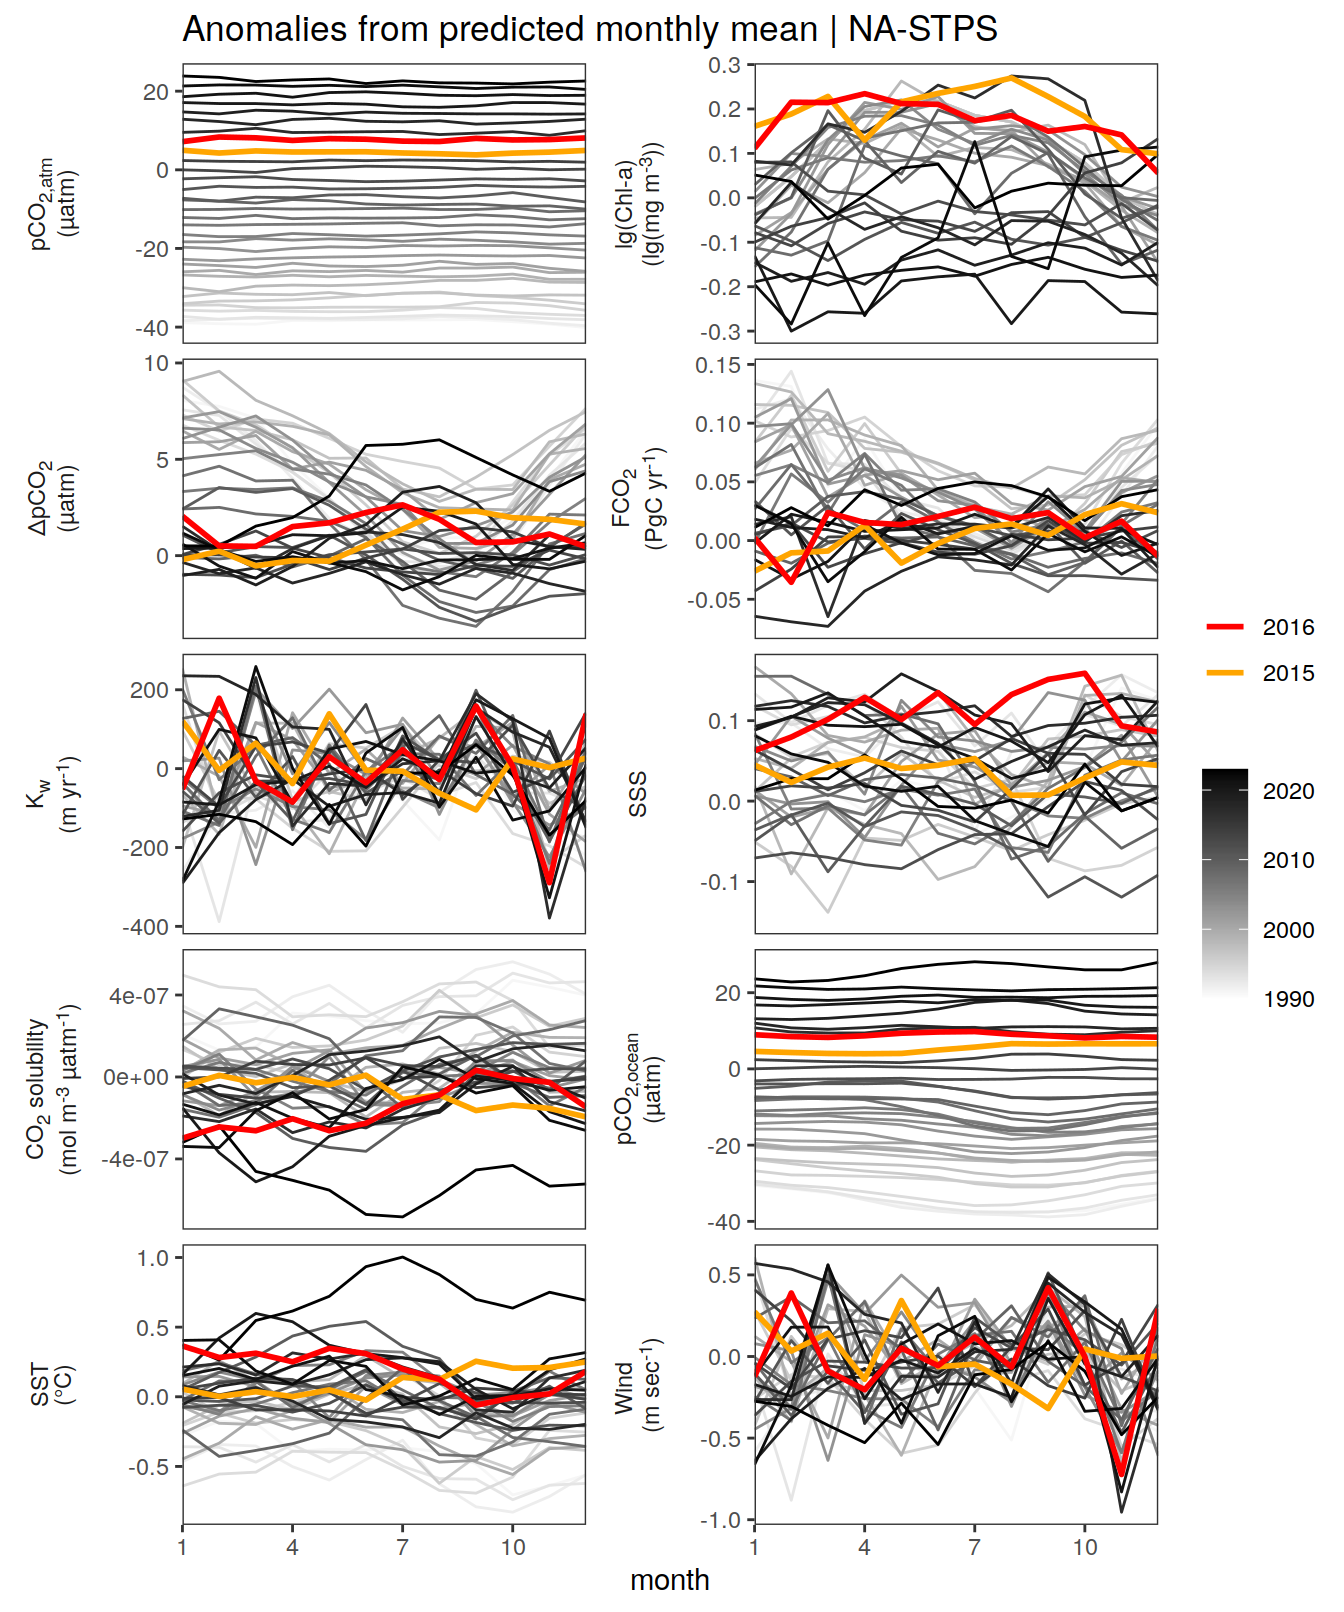 Anomalies from predicted monthly mean | NA-STPS
pCO2,atm
(µatm)
20
0
-20
-40
lg(Chl-a)
(lg(mg m-3))
0.3
0.2
0.1
0.0
-0.1
-0.2
-0.3
ΔpCO2
(µatm)
10
5
0
FCO2
(PgC yr-1)
0.15
0.10
0.05
0.00
-0.05
Kw
(m yr-1)
200
0
-200
-400
SSS
0.1
0.0
-0.1
CO2 solubility
(mol m-3 µatm-1)
4e-07
0e+00
-4e-07
pCO2,ocean
(µatm)
20
0
-20
-40
SST
(°C)
1.0
0.5
0.0
-0.5
Wind
(m sec-1)
0.5
0.0
-0.5
-1.0
1 4 7 10
1 4 7 10
month
2016
2015
2020
2010
2000
1990